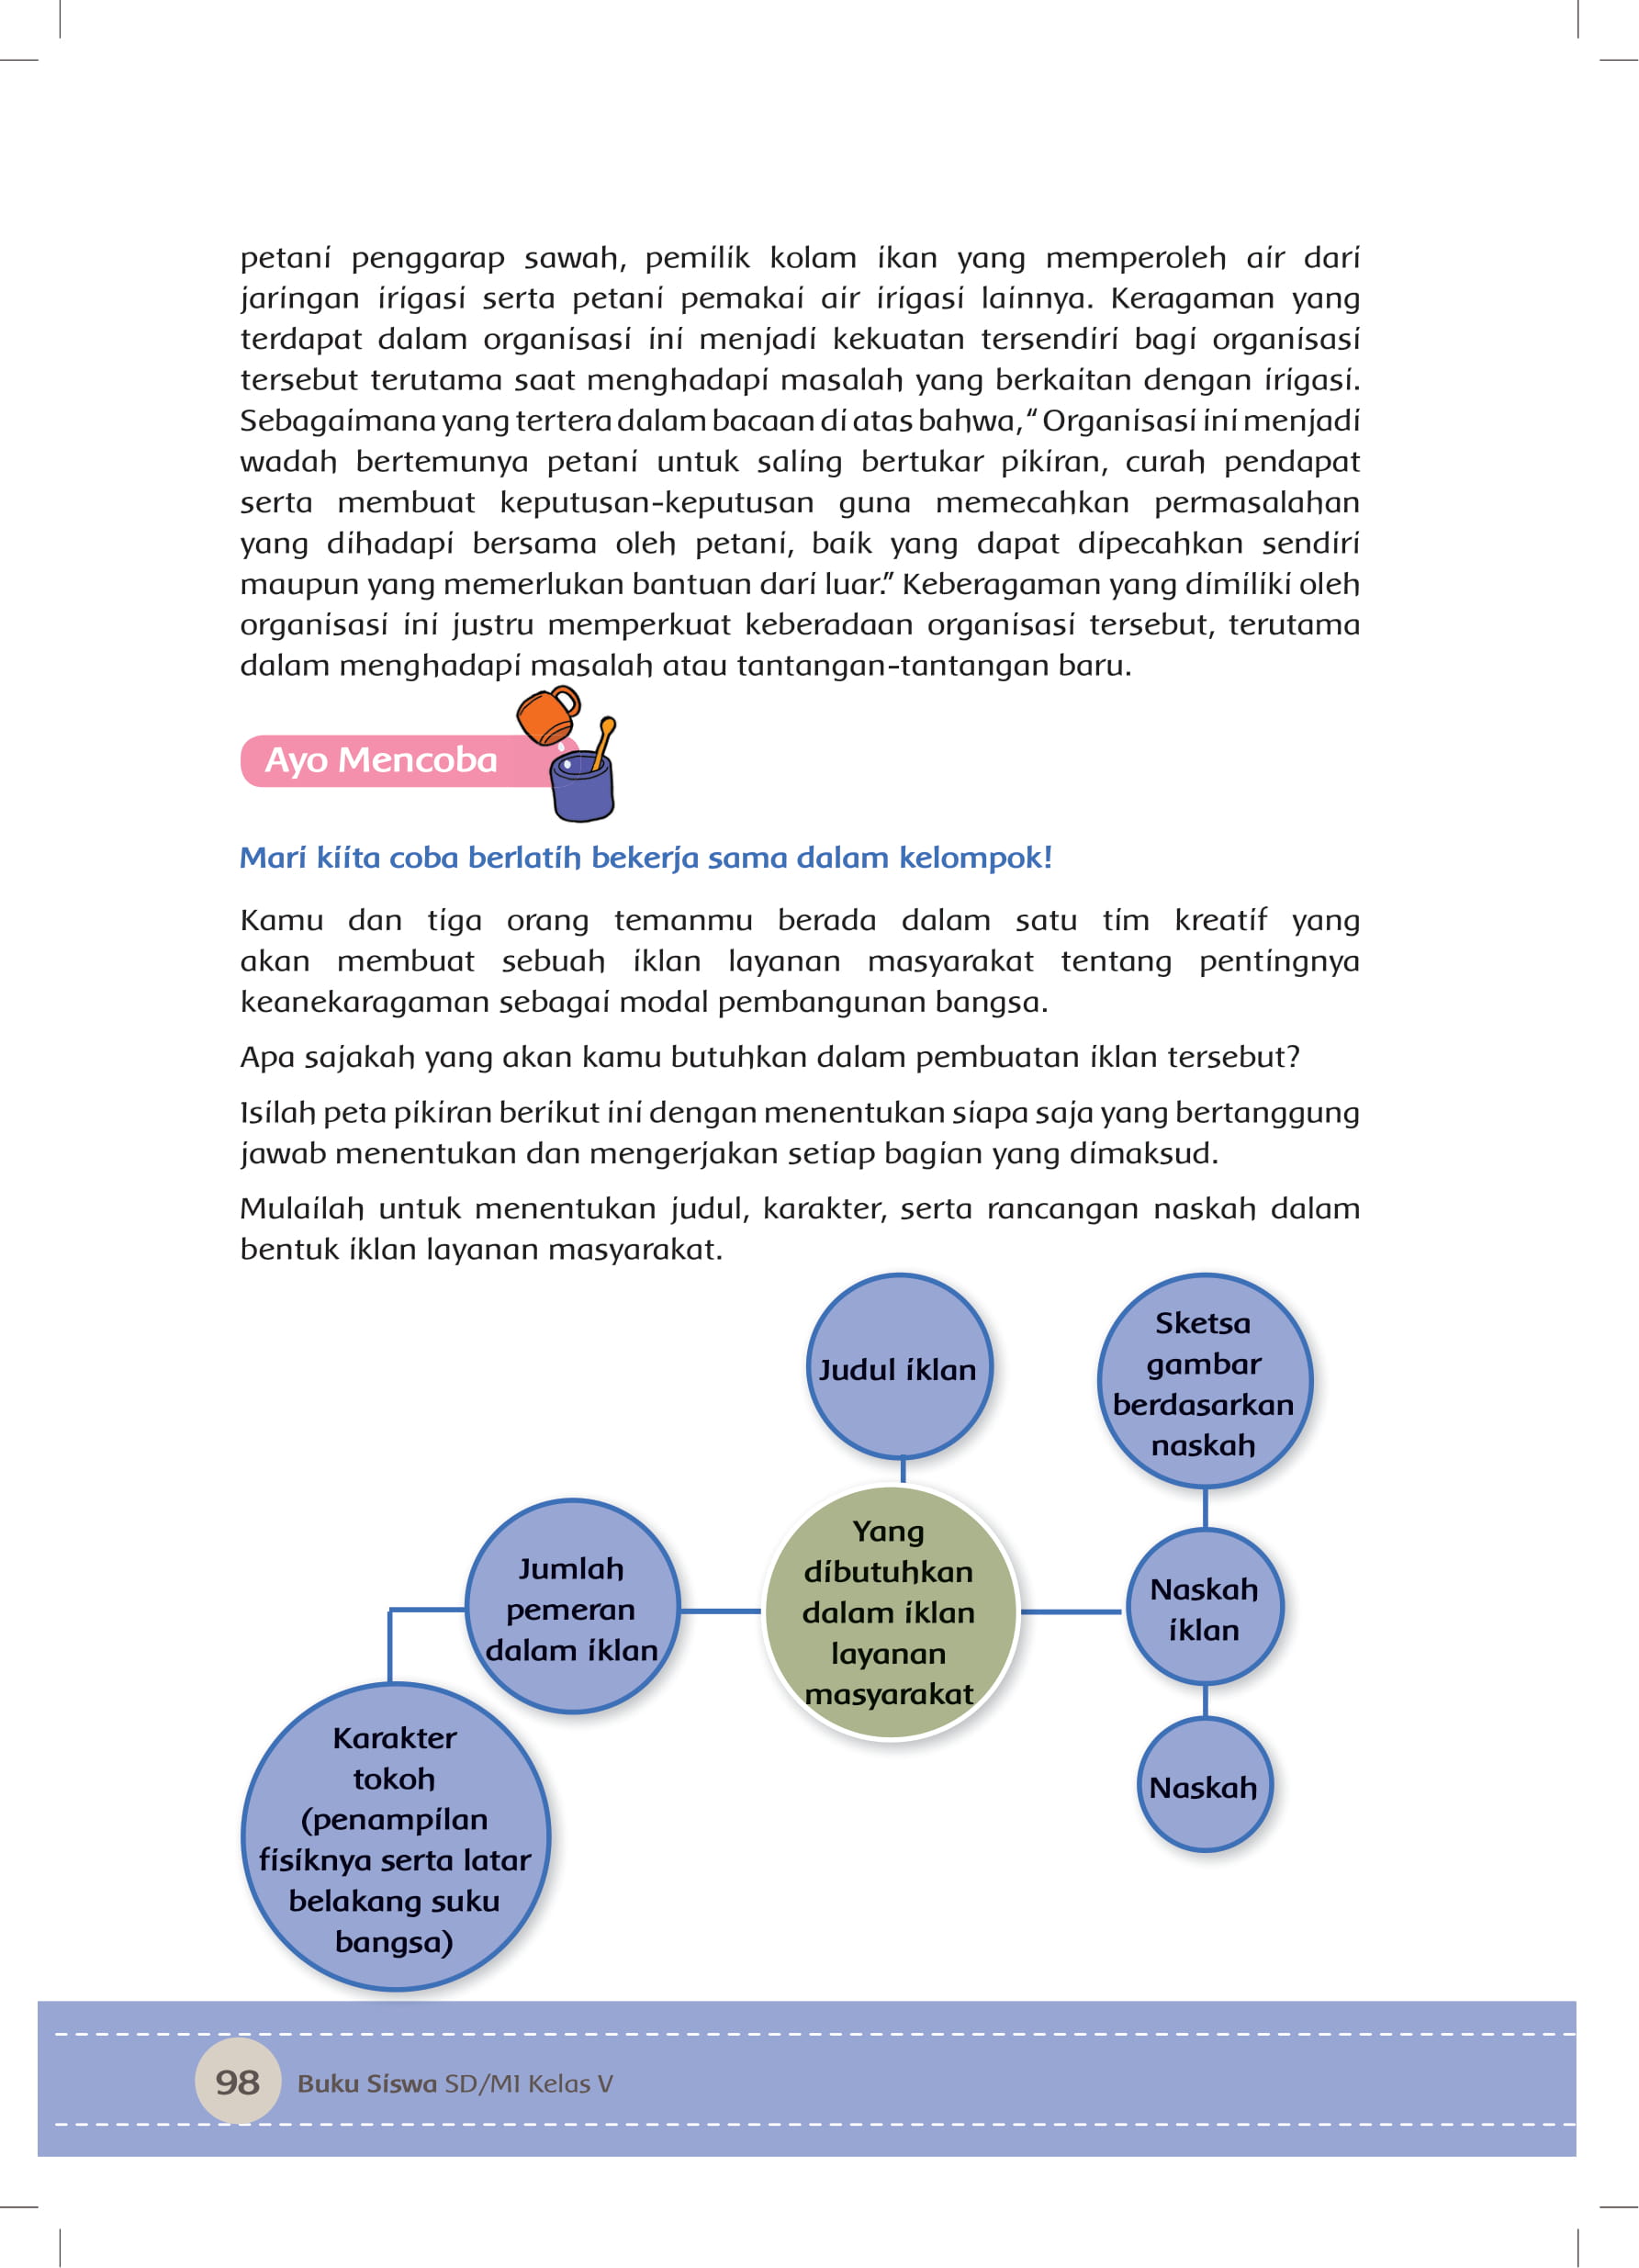 petani penggarap sawah, pemilik kolam ikan yang memperoleh air dari
jaringan irigasi serta petani pemakai air irigasi lainnya. Keragaman yang
terdapat dalam organisasi ini menjadi kekuatan tersendiri bagi organisasi
tersebut terutama saat menghadapi masalah yang berkaitan dengan irigasi.
Sebagaimana yang tertera dalam bacaan di atas bahwa, “ Organisasi ini menjadi
wadah bertemunya petani untuk saling bertukar pikiran, curah pendapat
serta membuat keputusan-keputusan guna memecahkan permasalahan
yang dihadapi bersama oleh petani, baik yang dapat dipecahkan sendiri
maupun yang memerlukan bantuan dari luar.” Keberagaman yang dimiliki oleh
organisasi ini justru memperkuat keberadaan organisasi tersebut, terutama
dalam menghadapi masalah atau tantangan-tantangan baru.
Ayo Mencoba
Mari kiita coba berlatih bekerja sama dalam kelompok!
Kamu dan tiga orang temanmu berada dalam satu tim kreatif yang
akan membuat sebuah iklan layanan masyarakat tentang pentingnya
keanekaragaman sebagai modal pembangunan bangsa.
Apa sajakah yang akan kamu butuhkan dalam pembuatan iklan tersebut?
Isilah peta pikiran berikut ini dengan menentukan siapa saja yang bertanggung
jawab menentukan dan mengerjakan setiap bagian yang dimaksud.
Mulailah untuk menentukan judul, karakter, serta rancangan naskah dalam
bentuk iklan layanan masyarakat.
Judul iklan
Sketsa
gambar
berdasarkan
naskah
Jumlah
pemeran
dalam iklan
Yang
dibutuhkan
dalam iklan
layanan
masyarakat
Naskah
iklan
Karakter
tokoh
(penampilan
fisiknya serta latar
belakang suku
bangsa)
Naskah
98
Buku Siswa SD/MI Kelas V